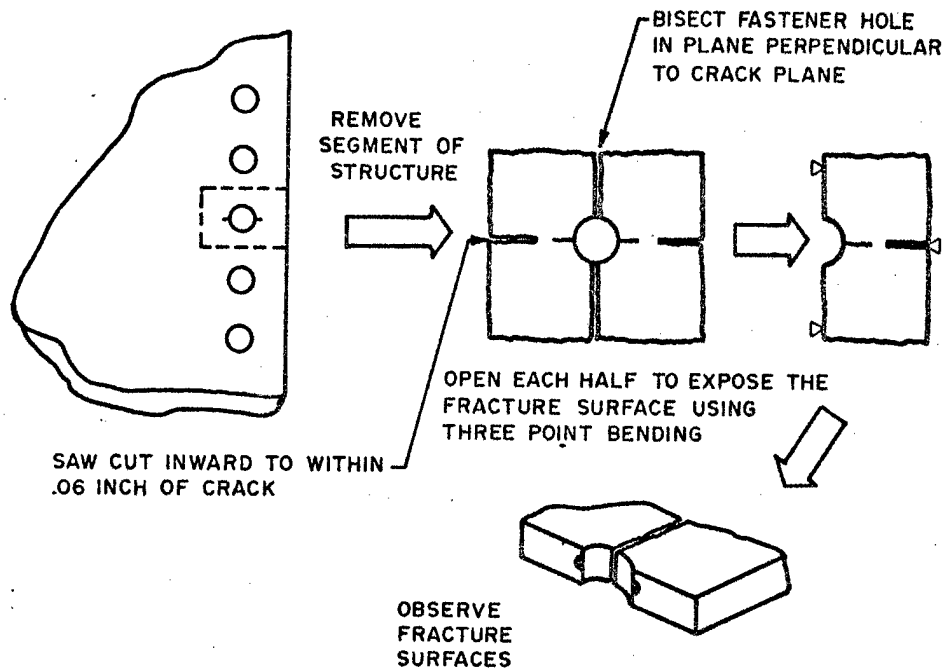 BISECT FASTENER HOLE
IN PLANE PERPENDICULAR
TO CRACK PLANE
REMOVE
SEGMENT OF
STRUCTURE
OPEN EACH HALF TO EXPOSE THE
FRACTURE SURFACE USING
THREE POINT BENDING
SAW CUT INWARD TO WITHIN
.06 INCH OF CRACK
OBSERVE
FRACTURE
SURFACES